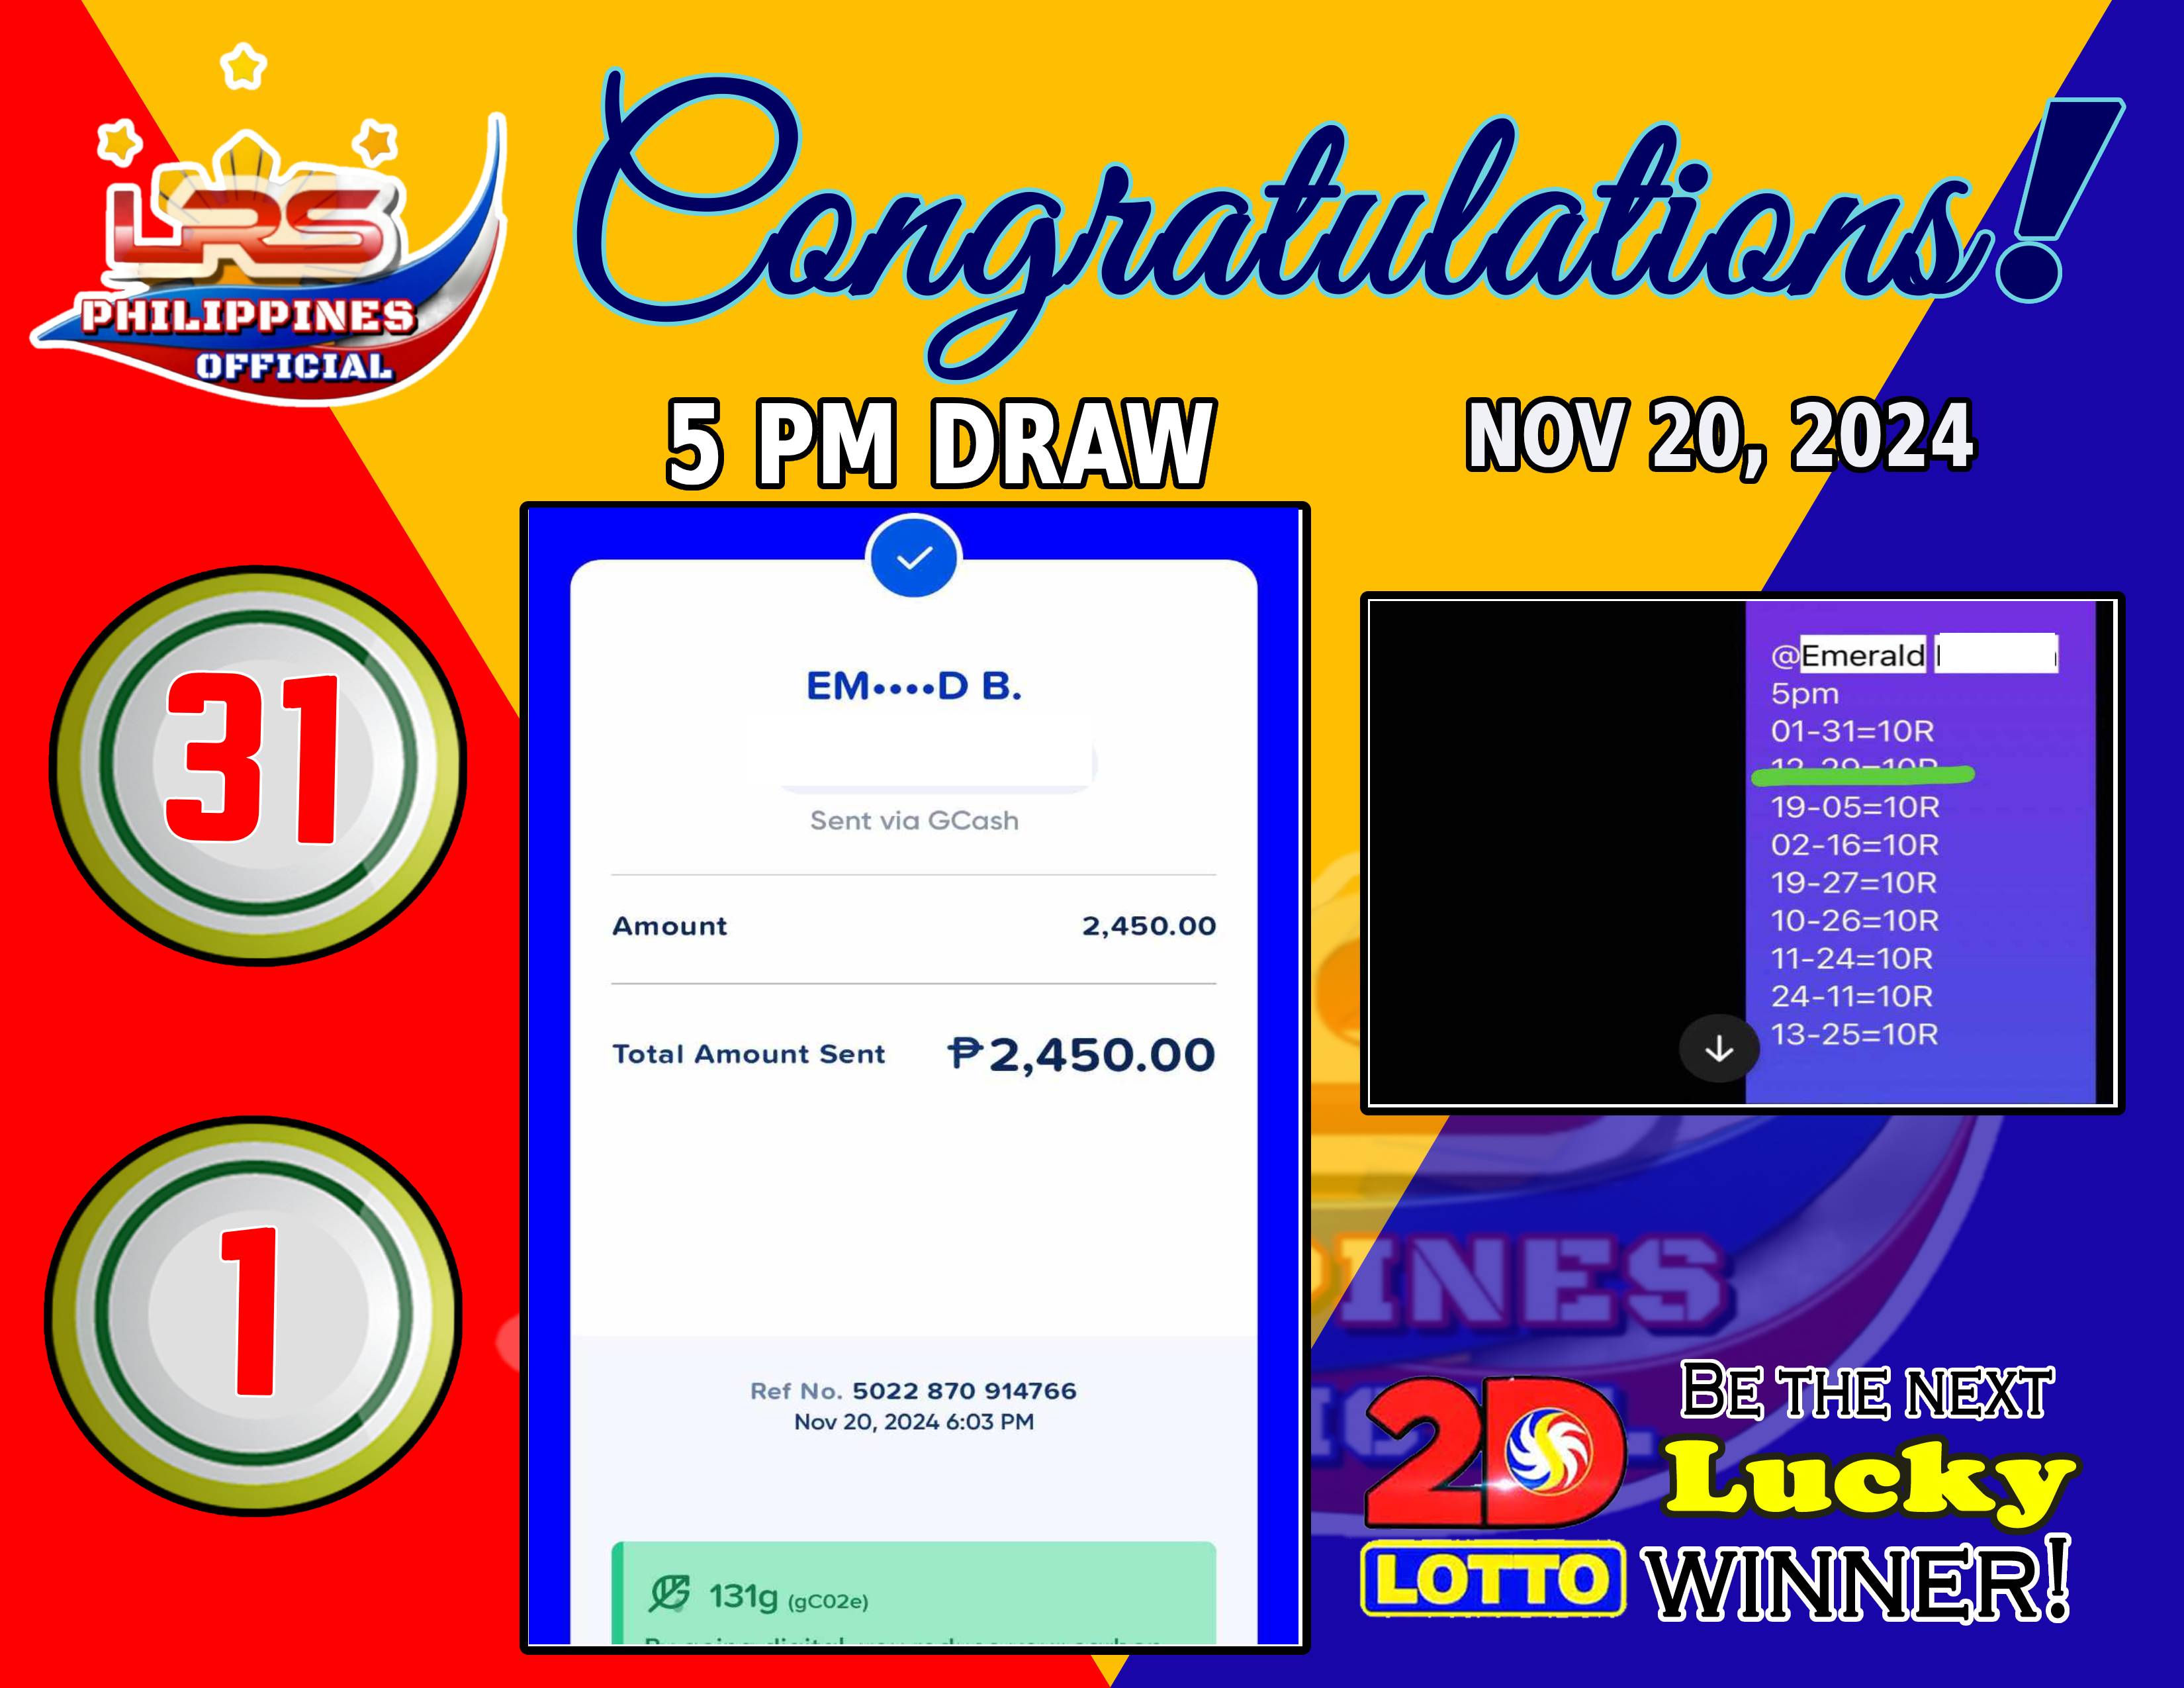 LRS
PHILIPPINES
OFFICIAL
Congratulations!
5 PM DRAW
NOV 20, 2024
31
1
EM••••D B.
Sent via GCash
Amount 2,450.00
Total Amount Sent ₱2,450.00
Ref No. 5022 870 914766
Nov 20, 2024 6:03 PM
131g (gCO2e)
@Emerald
5pm
01-31=10R
19-05=10R
02-16=10R
19-27=10R
10-26=10R
11-24=10R
24-11=10R
13-25=10R
PINES
2D
LOTTO
BE THE NEXT
Lucky
WINNER!